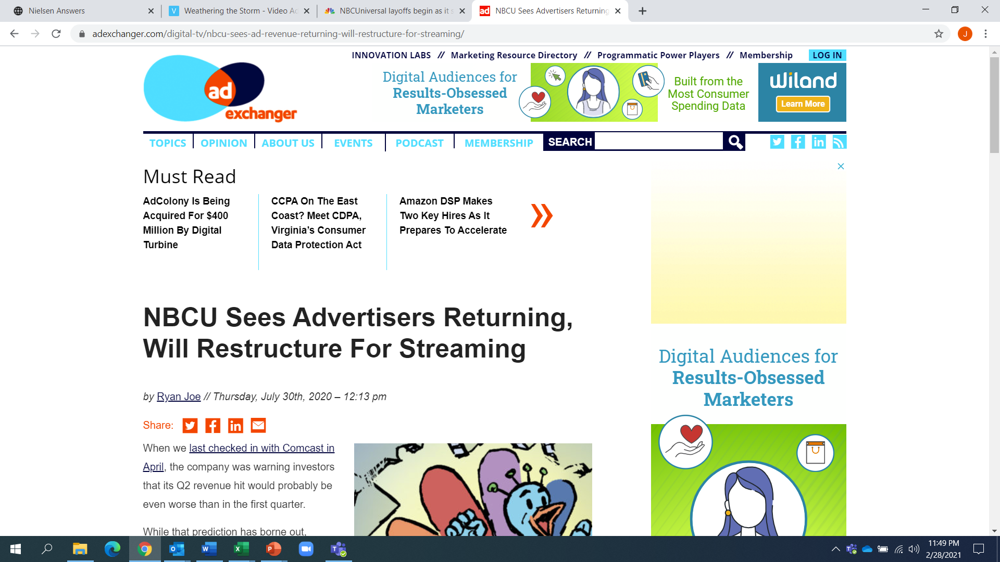 Nielsen Answers
Weathering the Storm - Video Ad
NBCUniversal layoffs begin as it s
NBCU Sees Advertisers Returning,
adexchanger.com/digital-tv/nbcu-sees-ad-revenue-returning-will-restructure-for-streaming/
J
INNOVATION LABS // Marketing Resource Directory // Programmatic Power Players // Membership LOG IN
ad
exchanger
Digital Audiences for
Results-Obsessed
Marketers
Built from the
Most Consumer
Spending Data
wiland
Learn More
TOPICS OPINION ABOUT US EVENTS PODCAST MEMBERSHIP SEARCH
Must Read
AdColony Is Being
Acquired For $400
Million By Digital
Turbine
CCPA On The East
Coast? Meet CDPA,
Virginia’s Consumer
Data Protection Act
Amazon DSP Makes
Two Key Hires As It
Prepares To Accelerate
NBCU Sees Advertisers Returning,
Will Restructure For Streaming
by Ryan Joe // Thursday, July 30th, 2020 – 12:13 pm
Share:
When we last checked in with Comcast in
April, the company was warning investors
that its Q2 revenue hit would probably be
even worse than in the first quarter.
While that prediction has borne out,
Digital Audiences for
Results-Obsessed
Marketers
11:49 PM
2/28/2021